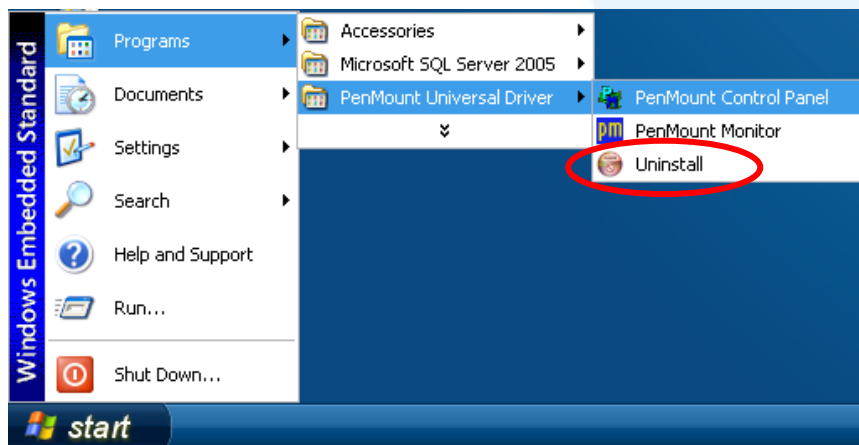 Windows Embedded Standard
Programs
Documents
Settings
Search
Help and Support
Run...
Shut Down...
Accessories
Microsoft SQL Server 2005
PenMount Universal Driver
PenMount Control Panel
pm PenMount Monitor
Uninstall
start